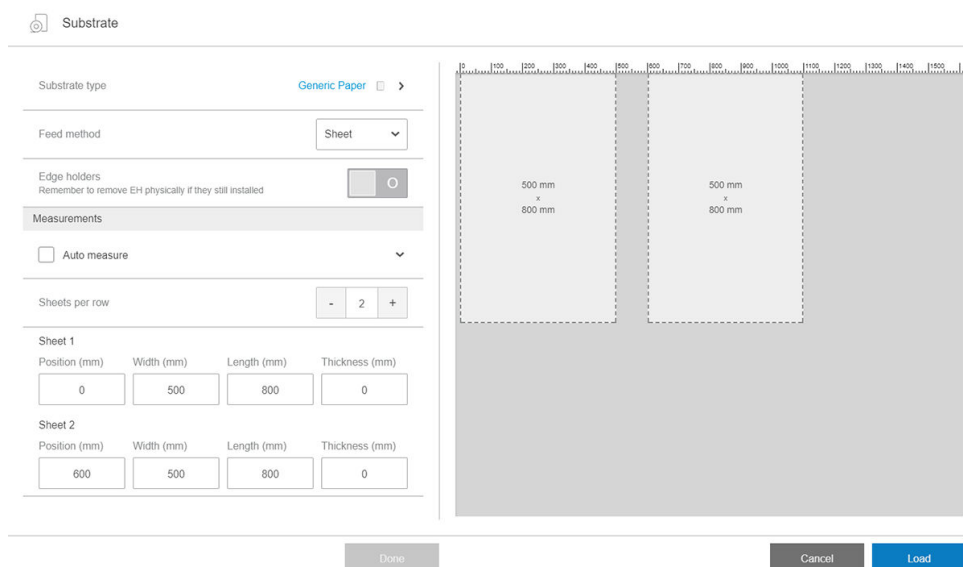 Substrate
Substrate type Generic Paper
Feed method Sheet
Edge holders
Remember to remove EH physically if they still installed
O
Measurements
Auto measure
Sheets per row - 2 +
Sheet 1
Position (mm) Width (mm) Length (mm) Thickness (mm)
0 500 800 0
Sheet 2
Position (mm) Width (mm) Length (mm) Thickness (mm)
600 500 800 0
0 100 200 300 400 500 600 700 800 900 1000 1100 1200 1300 1400 1500
500 mm
x
800 mm
500 mm
x
800 mm
Done Cancel Load